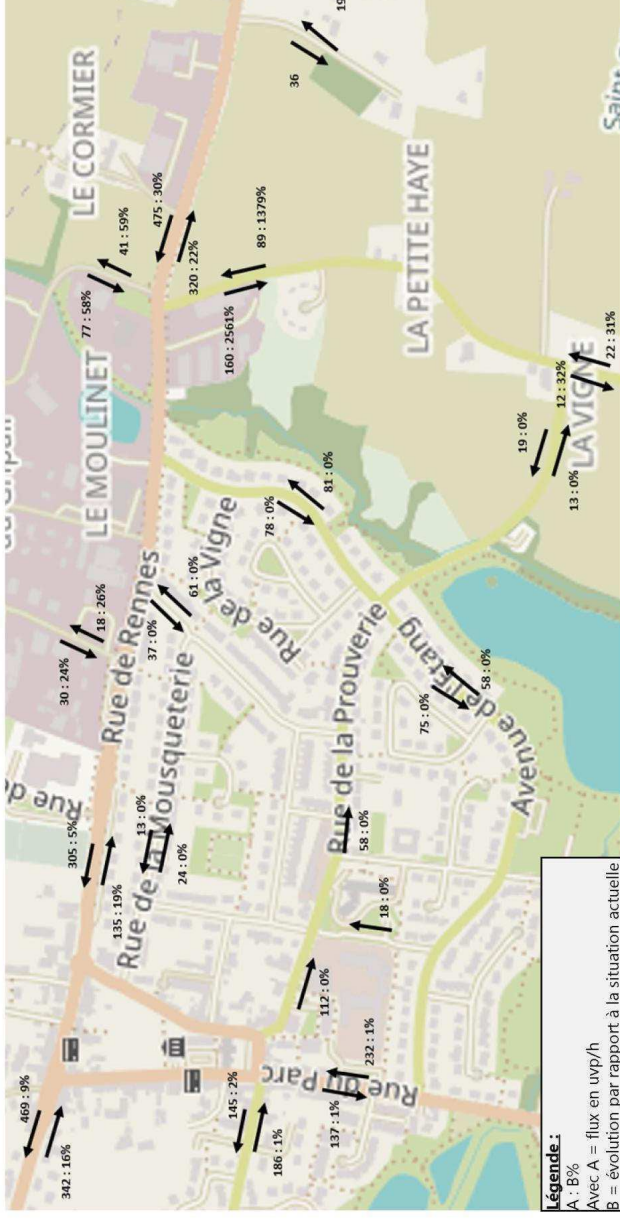 LE CORMIER
LE MOULINET
LA PETITE HAYE
LA VIGNE
Rue de Rennes
Rue de la Mousqueterie
Rue de la Vigne
Rue de la Prouverie
Avenue de l'Étang
Rue du Parc
Rue de
19
36
475 : 30%
41 : 59%
77 : 58%
320 : 22%
89 : 1379%
160 : 2561%
12 : 32%
22 : 31%
19 : 0%
13 : 0%
81 : 0%
78 : 0%
61 : 0%
37 : 0%
18 : 26%
30 : 24%
58 : 0%
75 : 0%
305 : 5%
135 : 19%
13 : 0%
24 : 0%
58 : 0%
18 : 0%
112 : 0%
232 : 1%
137 : 1%
145 : 2%
186 : 1%
469 : 9%
342 : 16%
Légende :
A : B%
Avec A = flux en uvp/h
B = évolution par rapport à la situation actuelle